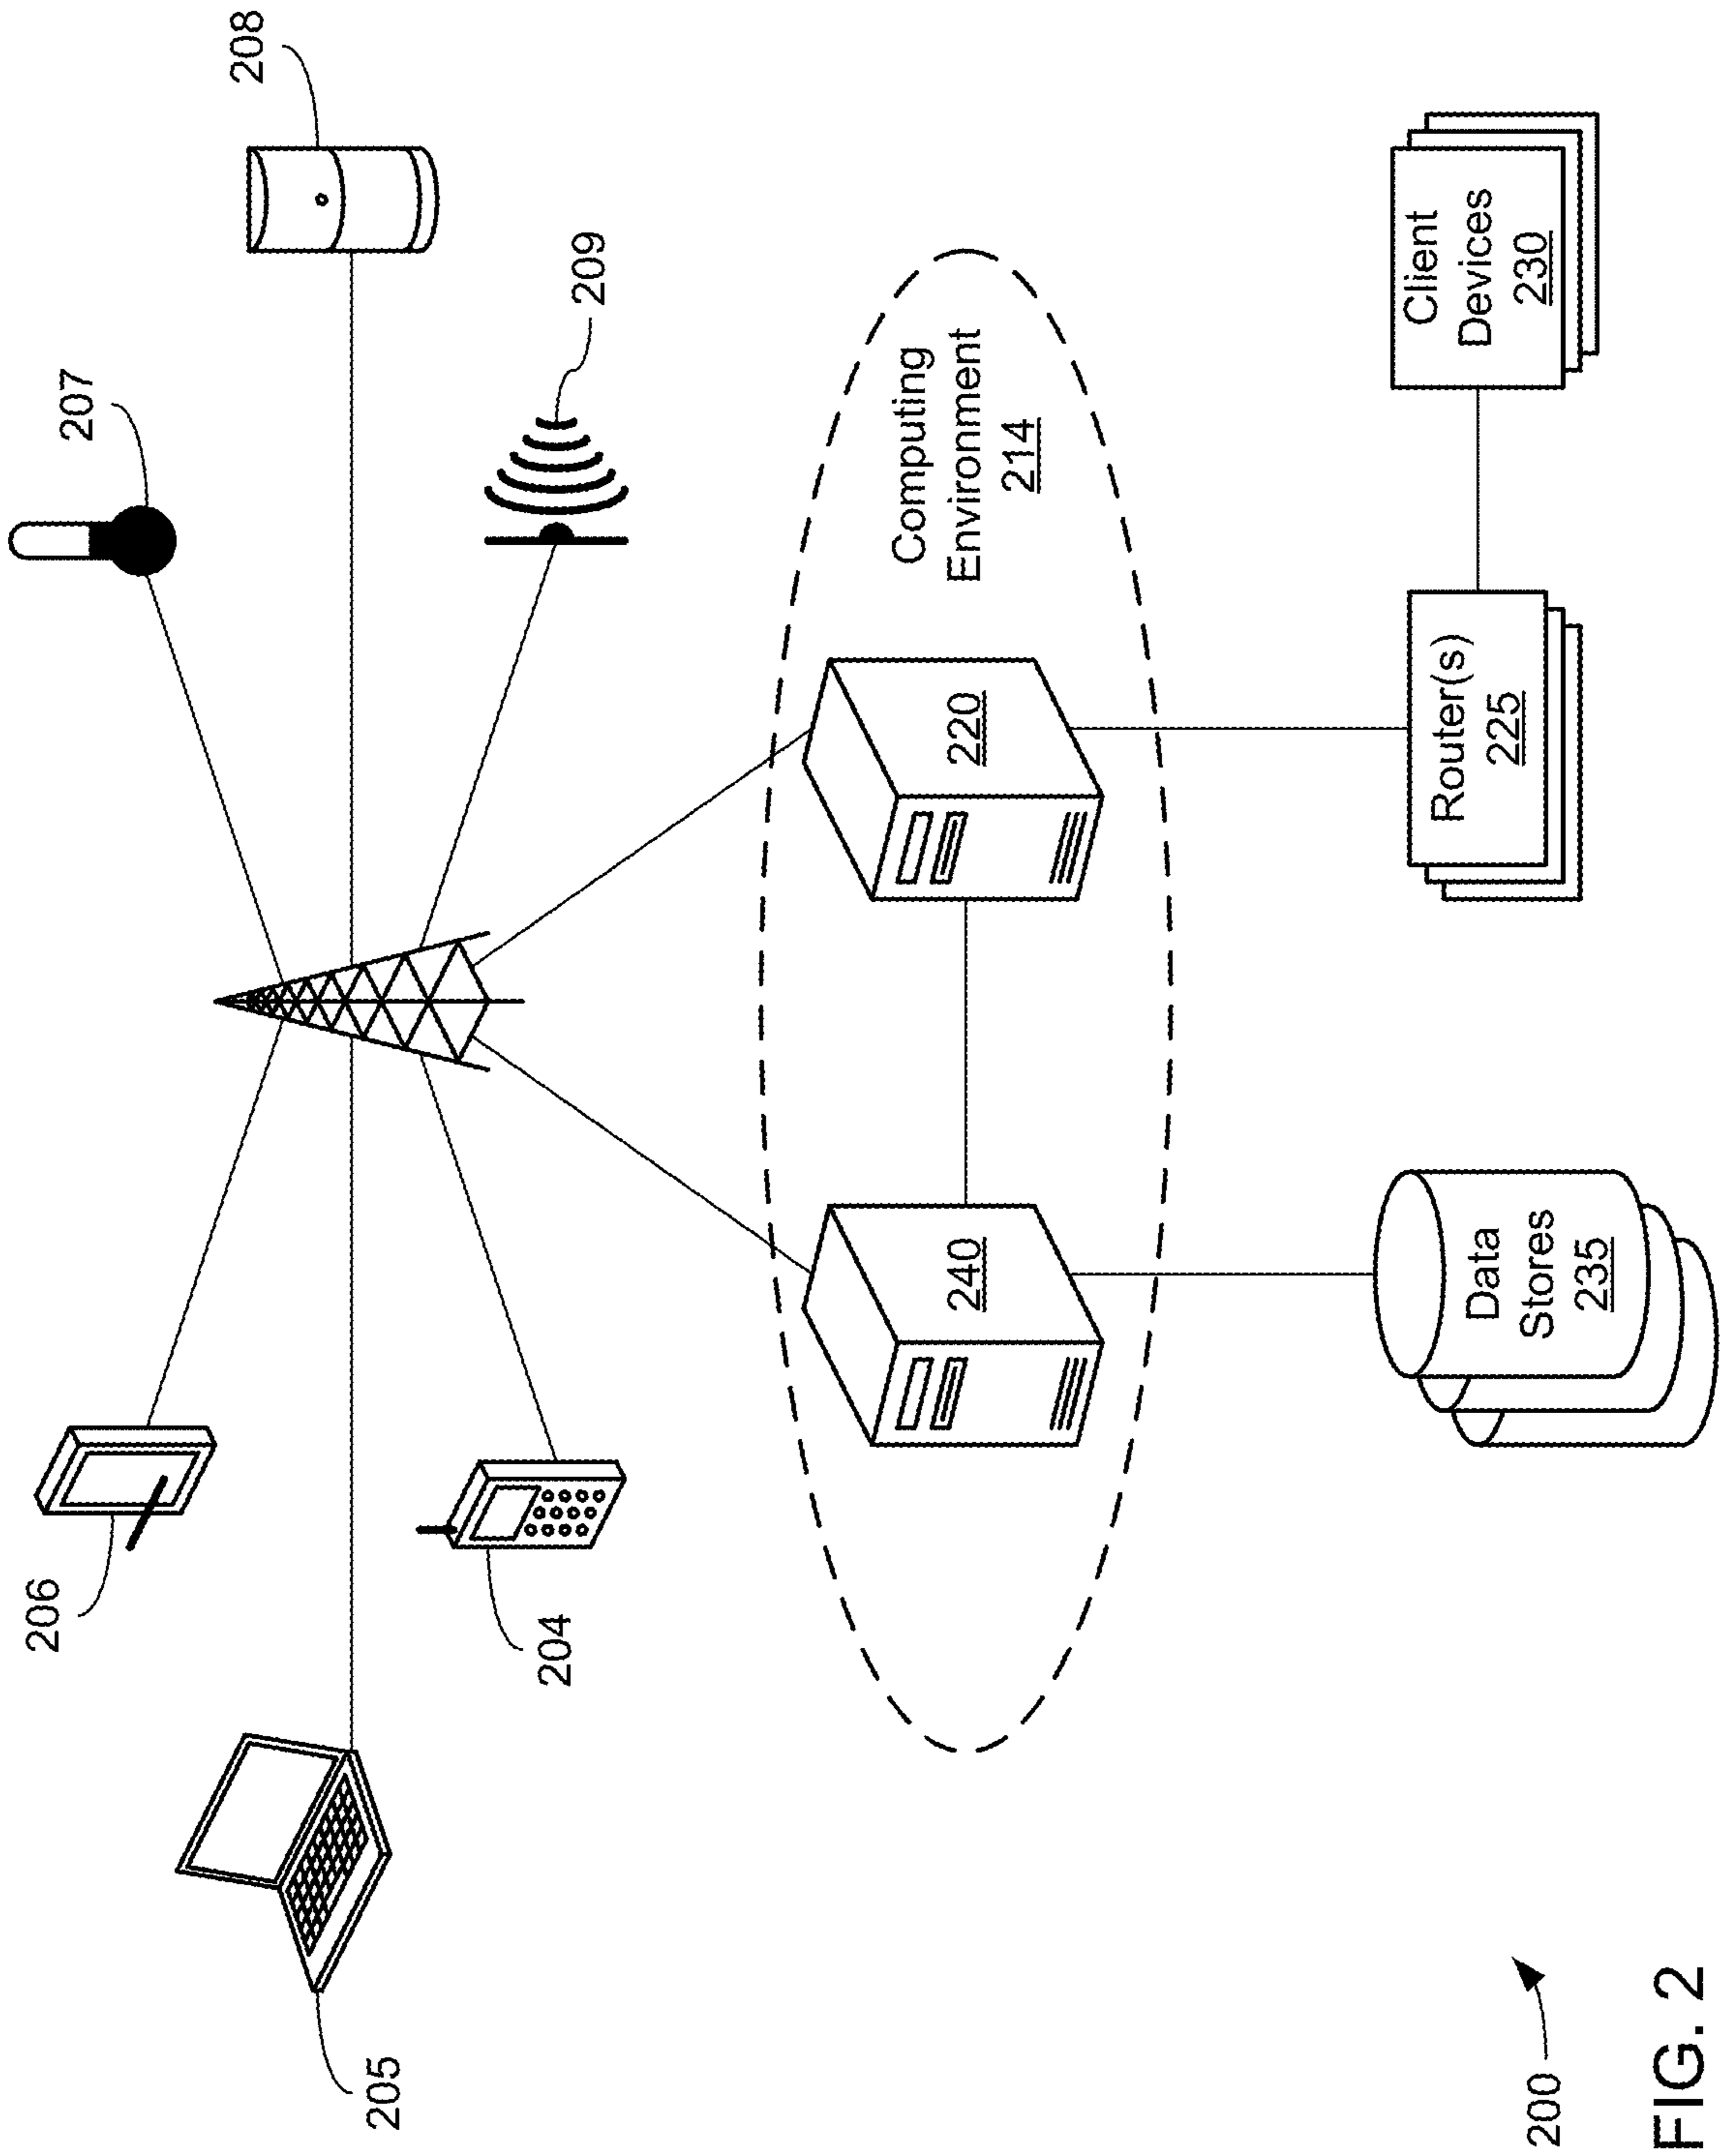 206
207
208
205
204
209
Computing
Environment
214
240
220
Data
Stores
235
Router(s)
225
Client
Devices
230
200
FIG. 2